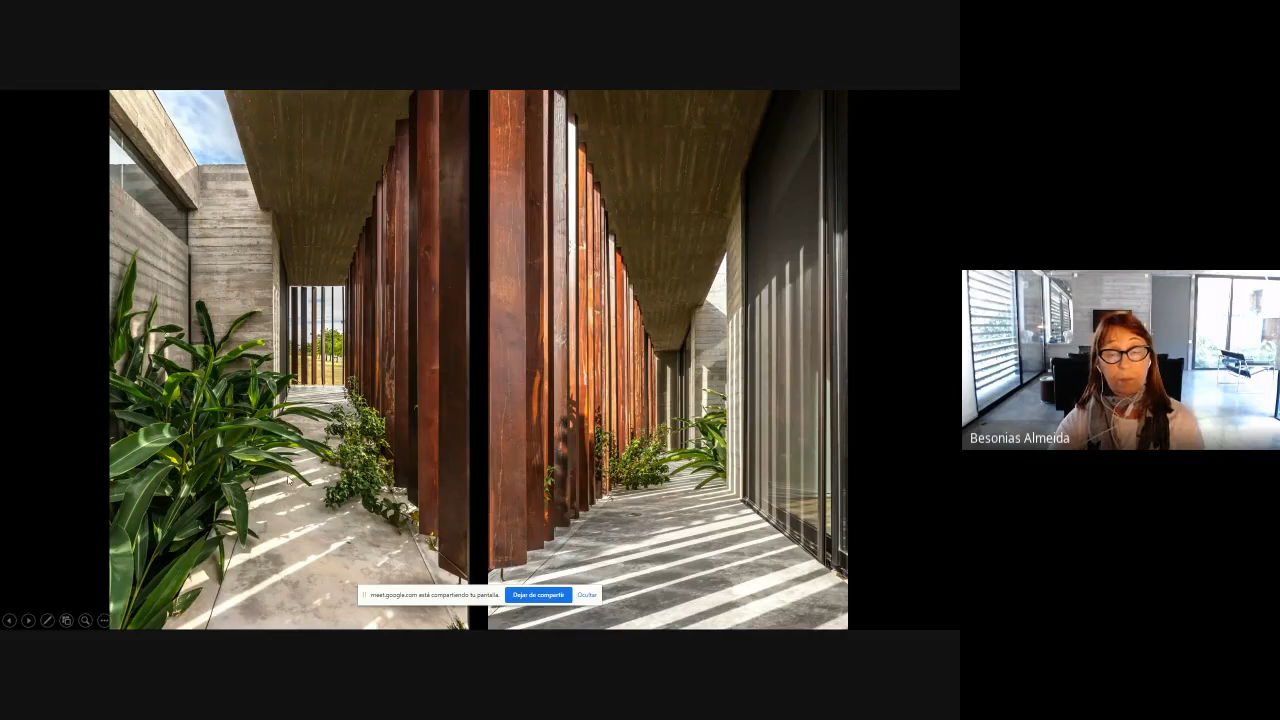 meet.google.com está compartiendo tu pantalla.
Dejar de compartir
Ocultar
Besonias Almeida